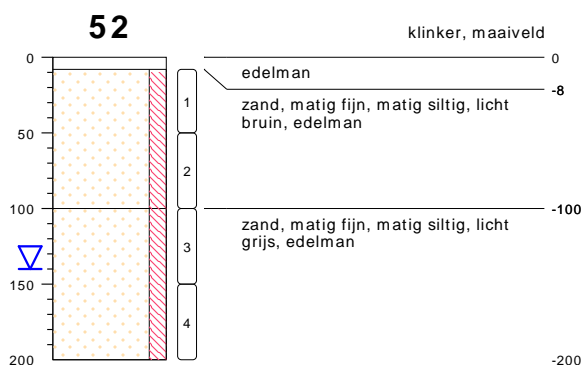 52
klinker, maaiveld
0
0
edelman
-8
zand, matig fijn, matig siltig, licht
bruin, edelman
1
50
2
100
-100
zand, matig fijn, matig siltig, licht
grijs, edelman
3
150
4
200
-200